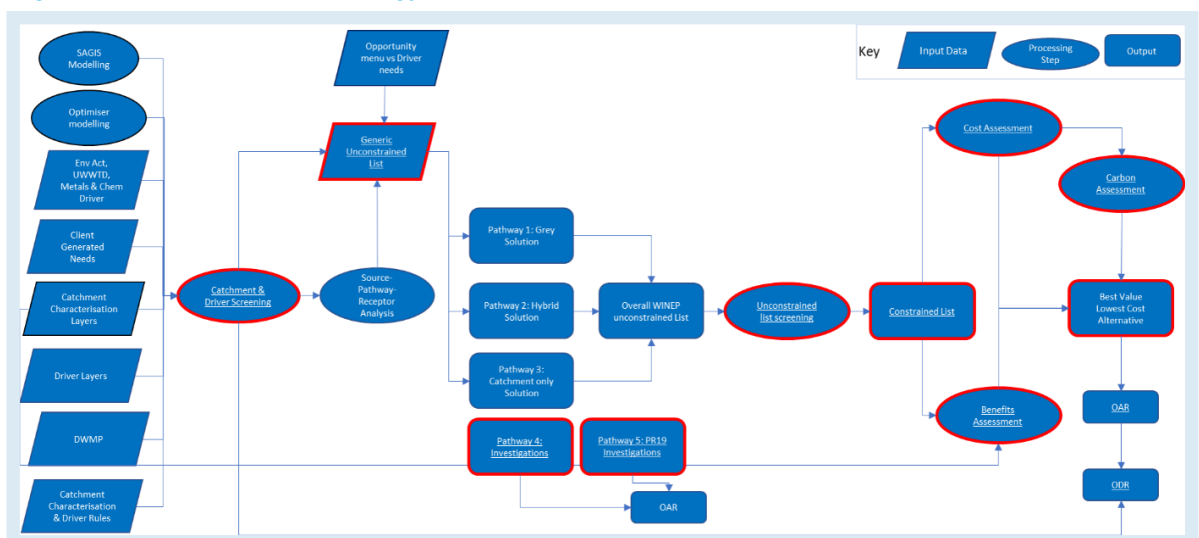 SAGIS
Modelling
Optimiser
modelling
Env Act,
UWWTD,
Metals & Chem
Driver
Client
Generated
Needs
Catchment
Characterisation
Layers
Driver Layers
DWMP
Catchment
Characterisation
& Driver Rules
Catchment &
Driver Screening
Opportunity
menu vs Driver
needs
Generic
Unconstrained
List
Source-
Pathway-
Receptor
Analysis
Pathway 1: Grey
Solution
Pathway 2: Hybrid
Solution
Pathway 3:
Catchment only
Solution
Pathway 4:
Investigations
Pathway 5: PR19
Investigations
OAR
Overall WINEP
unconstrained List
Unconstrained
list screening
Constrained List
Key
Input Data
Processing
Step
Output
Cost Assessment
Carbon
Assessment
Benefits
Assessment
Best Value
Lowest Cost
Alternative
OAR
ODR